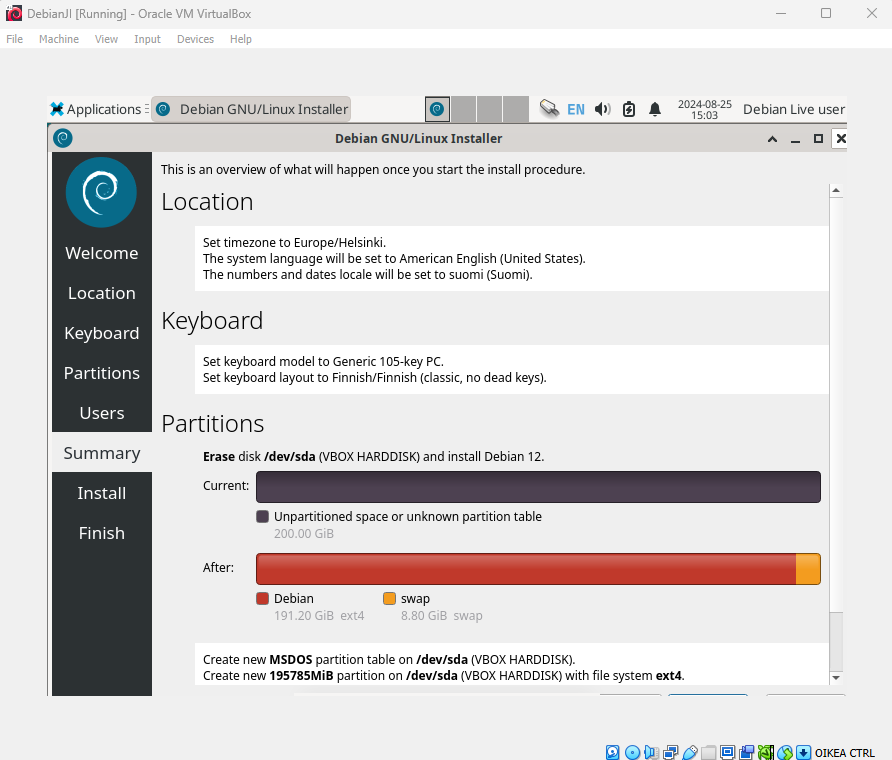 DebianJI [Running] - Oracle VM VirtualBox
File Machine View Input Devices Help
Applications Debian GNU/Linux Installer EN 2024-08-25 15:03 Debian Live user
Debian GNU/Linux Installer
Welcome
Location
Keyboard
Partitions
Users
Summary
Install
Finish
This is an overview of what will happen once you start the install procedure.
Location
Set timezone to Europe/Helsinki.
The system language will be set to American English (United States).
The numbers and dates locale will be set to suomi (Suomi).
Keyboard
Set keyboard model to Generic 105-key PC.
Set keyboard layout to Finnish/Finnish (classic, no dead keys).
Partitions
Erase disk /dev/sda (VBOX HARDDISK) and install Debian 12.
Current:
Unpartitioned space or unknown partition table
200.00 GiB
After:
Debian swap
191.20 GiB ext4 8.80 GiB swap
Create new MSDOS partition table on /dev/sda (VBOX HARDDISK).
Create new 195785MiB partition on /dev/sda (VBOX HARDDISK) with file system ext4.
OIKEA CTRL